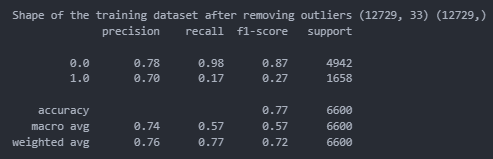 Shape of the training dataset after removing outliers (12729, 33) (12729,)
precision recall f1-score support
0.0 0.78 0.98 0.87 4942
1.0 0.70 0.17 0.27 1658
accuracy 0.77 6600
macro avg 0.74 0.57 0.57 6600
weighted avg 0.76 0.77 0.72 6600